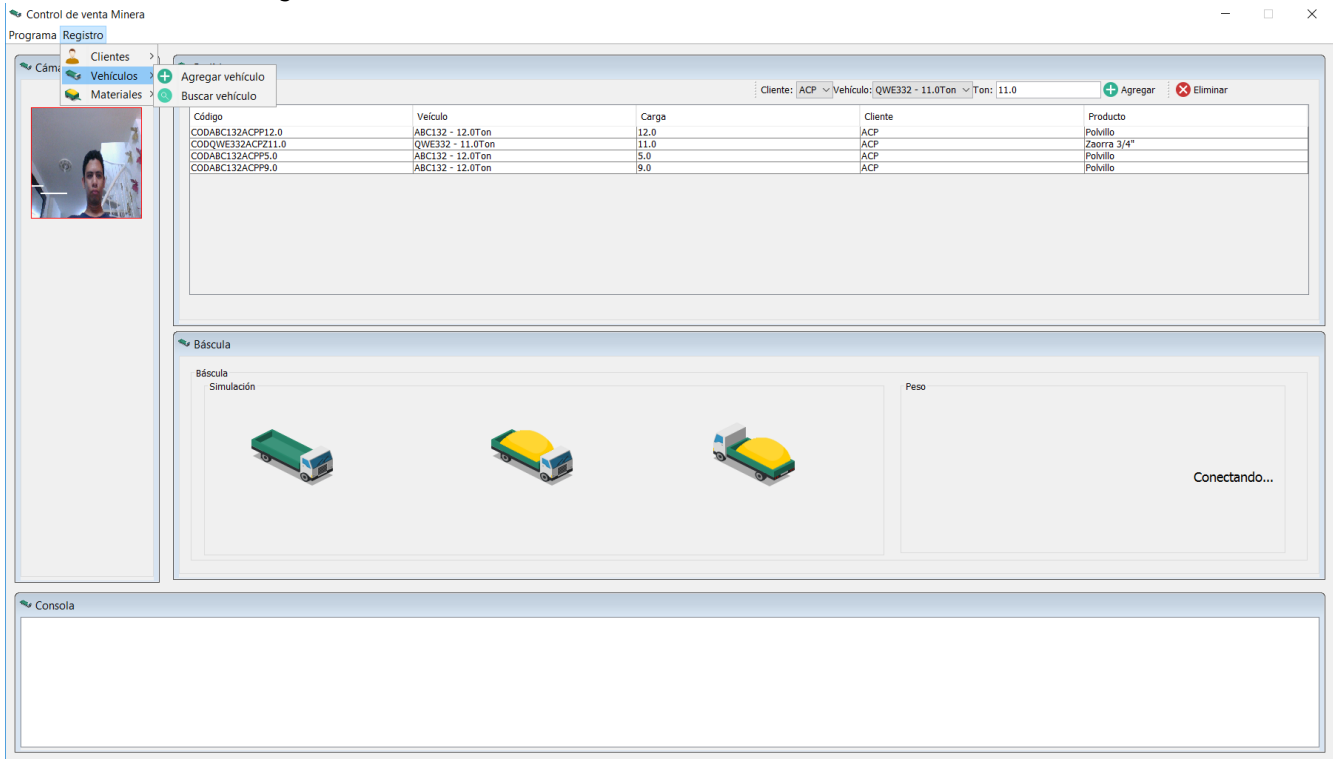 Control de venta Minera
Programa Registro
Clientes
Vehículos
Materiales
Agregar vehículo
Buscar vehículo
Cliente: ACP Vehículo: QWE332 - 11.0Ton Ton: 11.0 Agregar Eliminar
Código Veículo Carga Cliente Producto
CODABC132ACPP12.0 ABC132 - 12.0Ton 12.0 ACP Polvillo
CODQWE332ACPZ11.0 QWE332 - 11.0Ton 11.0 ACP Zaorra 3/4"
CODABC132ACPP5.0 ABC132 - 12.0Ton 5.0 ACP Polvillo
CODABC132ACPP9.0 ABC132 - 12.0Ton 9.0 ACP Polvillo
Báscula
Báscula
Simulación Peso
Conectando...
Consola